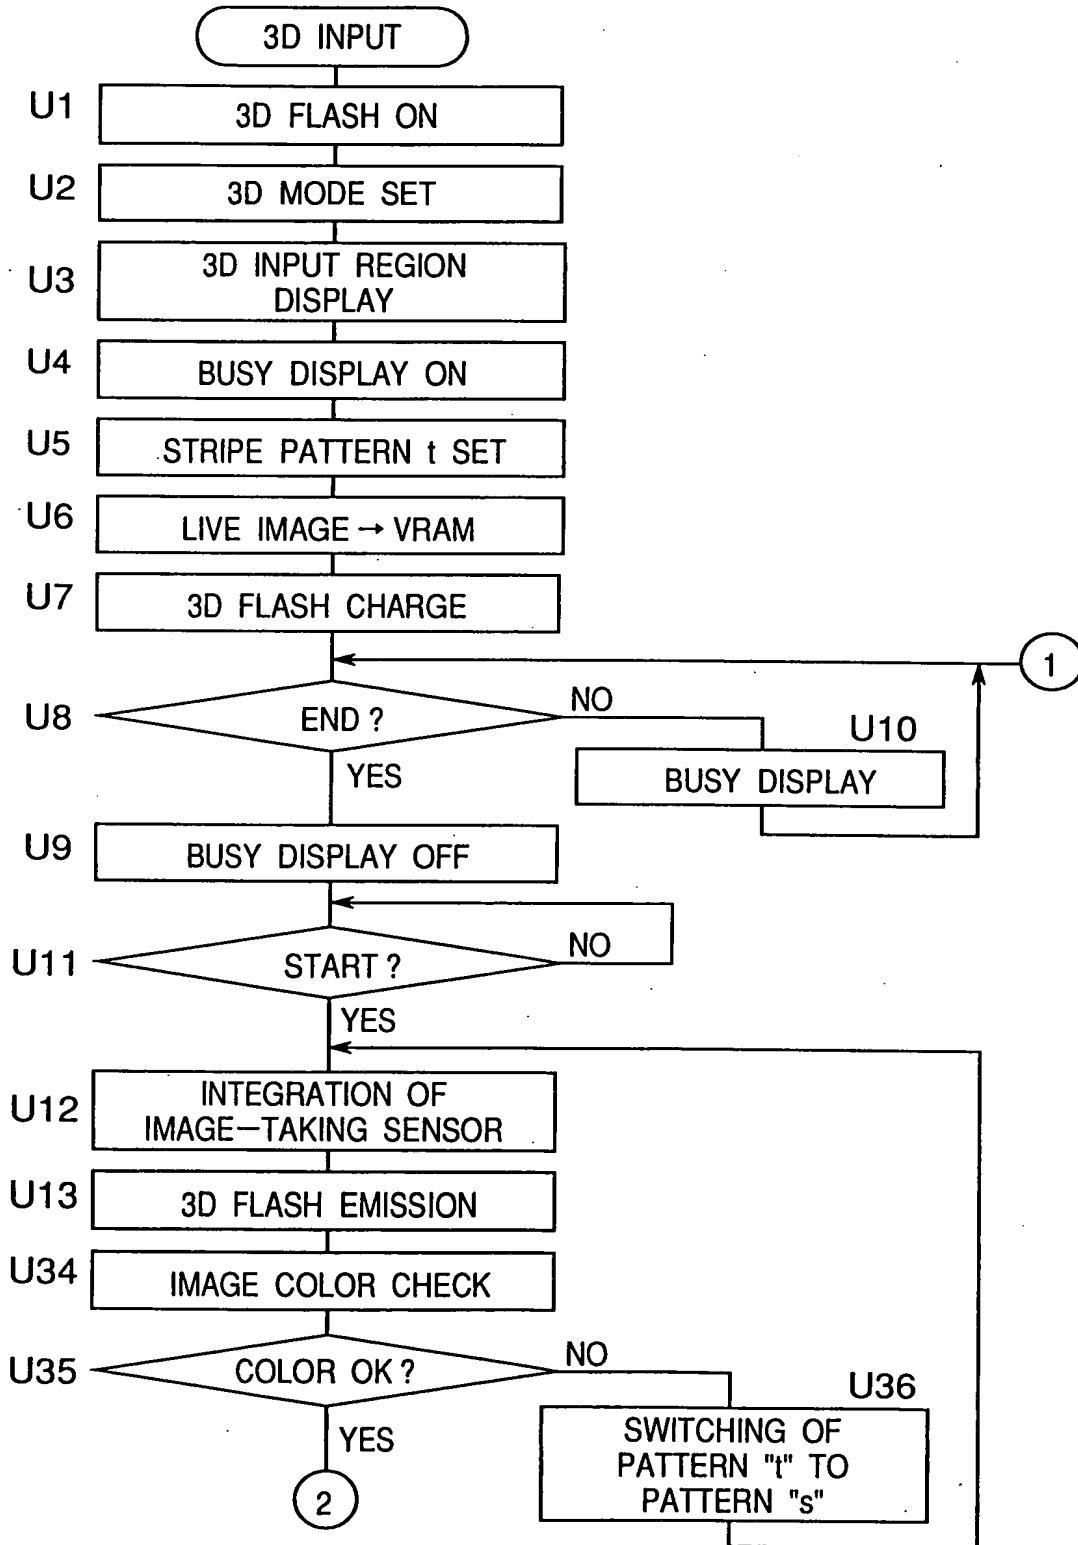 3D INPUT
U1
3D FLASH ON
U2
3D MODE SET
U3
3D INPUT REGION
DISPLAY
U4
BUSY DISPLAY ON
U5
STRIPE PATTERN t SET
U6
LIVE IMAGE → VRAM
U7
3D FLASH CHARGE
1
U8
END ?
NO
U10
BUSY DISPLAY
YES
U9
BUSY DISPLAY OFF
U11
START ?
NO
YES
U12
INTEGRATION OF
IMAGE-TAKING SENSOR
U13
3D FLASH EMISSION
U34
IMAGE COLOR CHECK
U35
COLOR OK ?
NO
U36
SWITCHING OF
PATTERN "t" TO
PATTERN "s"
YES
2